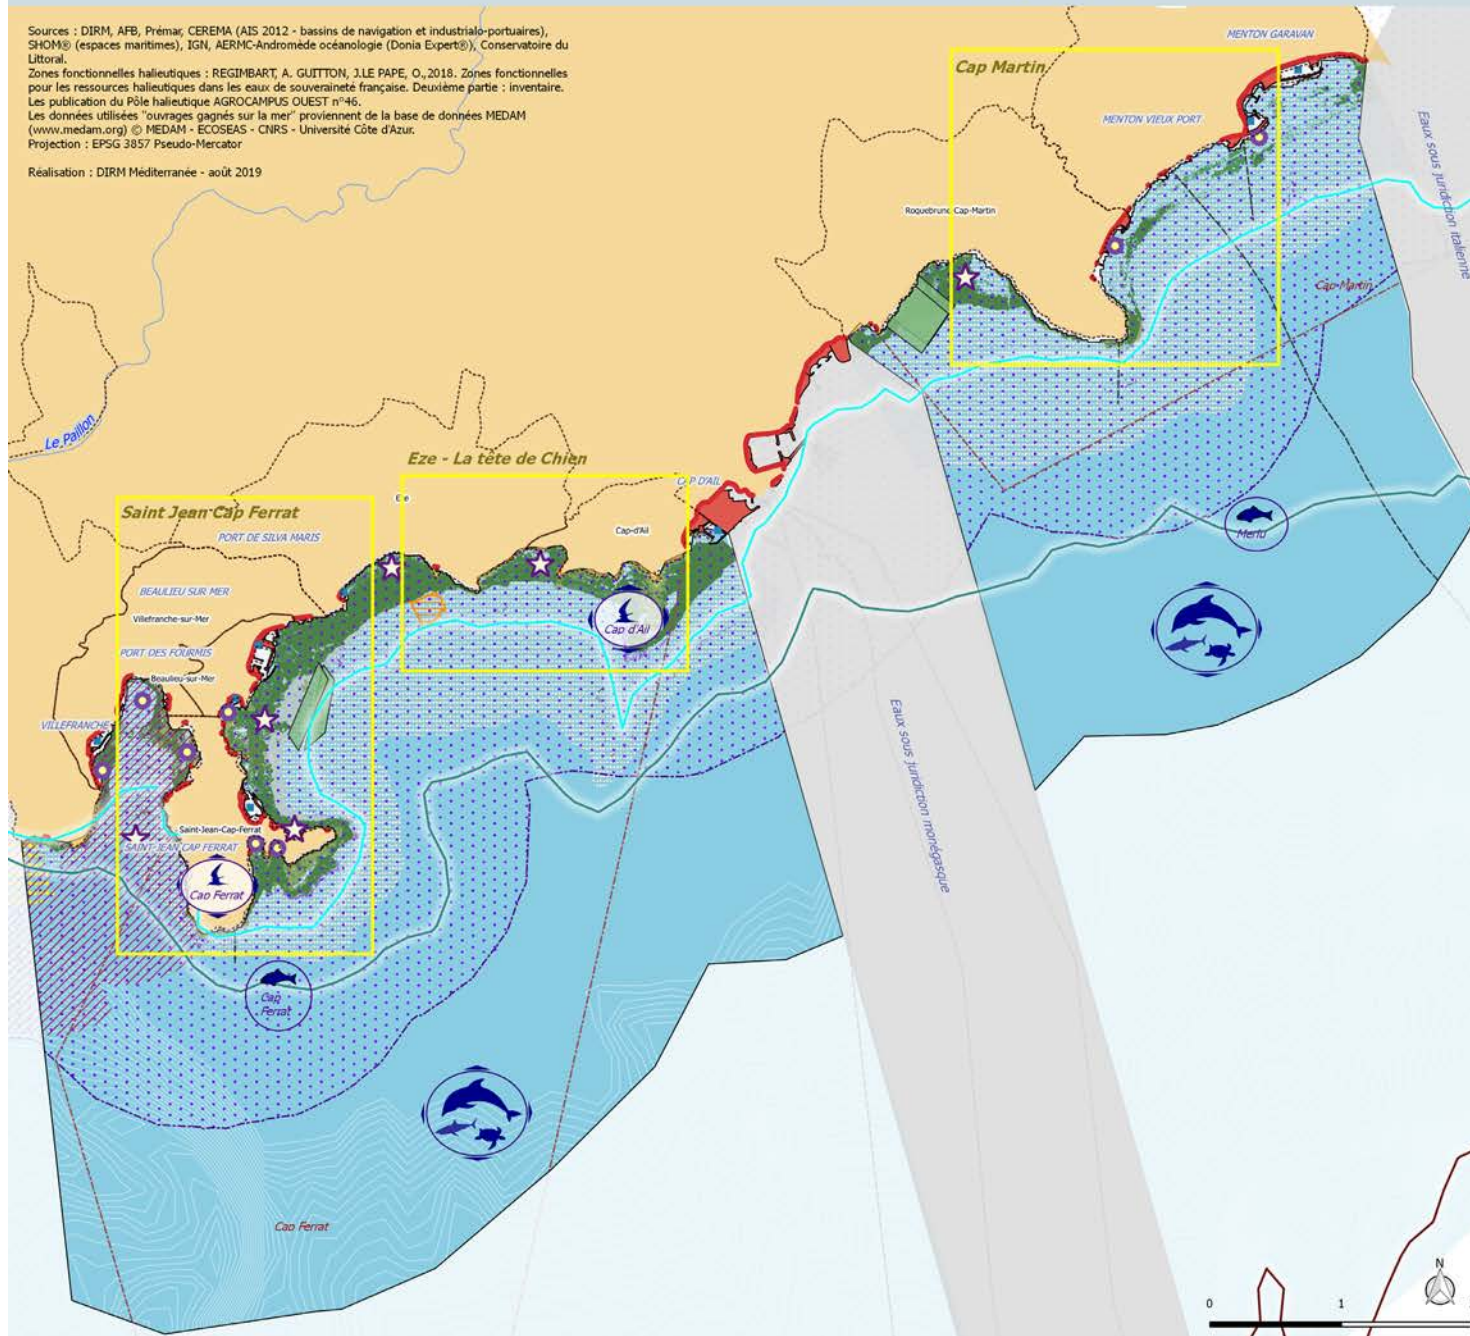 Sources : DIRM, AFB, Prémar, CEREMA (AIS 2012 - bassins de navigation et industrialo-portuaires),
SHOM® (espaces maritimes), IGN, AERMC-Andromède océanologie (Donia Expert®), Conservatoire du
Littoral.
Zones fonctionnelles halieutiques : REGIMBART, A. GUITTON, J.LE PAPE, O.,2018. Zones fonctionnelles
pour les ressources halieutiques dans les eaux de souveraineté française. Deuxième partie : inventaire.
Les publication du Pôle halieutique AGROCAMPUS OUEST n°46.
Les données utilisées "ouvrages gagnés sur la mer" proviennent de la base de données MEDAM
(www.medam.org) © MEDAM - ECOSEAS - CNRS - Université Côte d'Azur.
Projection : EPSG 3857 Pseudo-Mercator
Réalisation : DIRM Méditerranée - août 2019
MENTON GARAVAN
Cap Martin
MENTON VIEUX PORT
Eaux sous juridiction italienne
Roquebrune-Cap-Martin
Cap Martin
Le Paillon
Eze - La tête de Chien
CAP D'AIL
Eze
Saint Jean Cap Ferrat
Cap-d'Ail
PORT DE SILVA MARIS
Merlu
BEAULIEU SUR MER
Villefranche-sur-Mer
Cap d'Ail
PORT DES FOURMIS
Beaulieu-sur-Mer
VILLEFRANCHE
Eaux sous juridiction monégasque
Saint-Jean-Cap-Ferrat
SAINT-JEAN CAP FERRAT
Cap Ferrat
Cap
Ferrat
Cap Ferrat
N
0 1